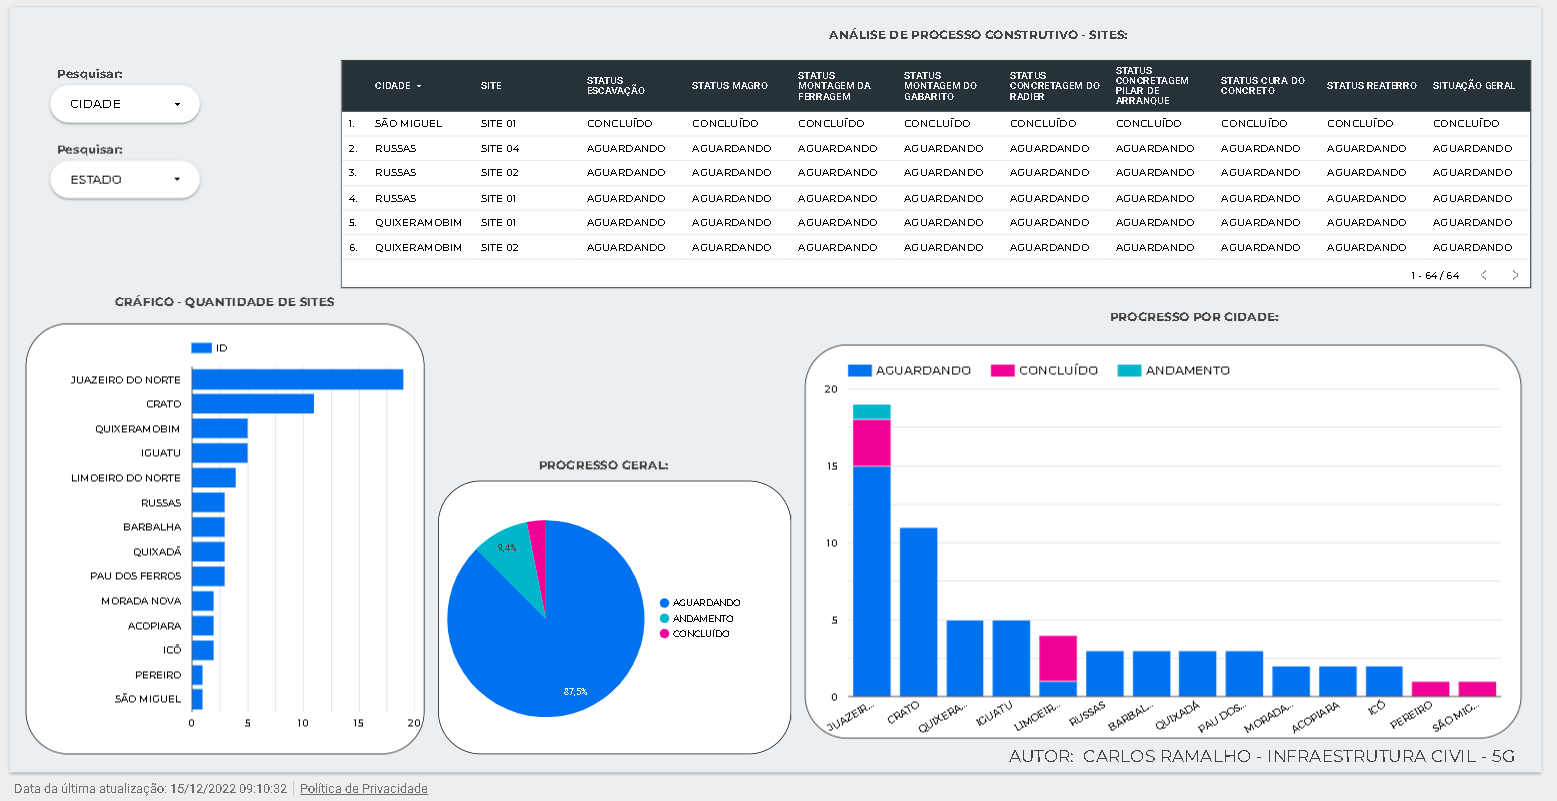 ANÁLISE DE PROCESSO CONSTRUTIVO - SITES:
Pesquisar:
CIDADE
Pesquisar:
ESTADO
CIDADE SITE STATUS ESCAVAÇÃO STATUS MAGRO STATUS MONTAGEM DA FERRAGEM STATUS MONTAGEM DO GABARITO STATUS CONCRETAGEM DO RADIER STATUS CONCRETAGEM PILAR DE ARRANQUE STATUS CURA DO CONCRETO STATUS REATERRO SITUAÇÃO GERAL
1. SÃO MIGUEL SITE 01 CONCLUÍDO CONCLUÍDO CONCLUÍDO CONCLUÍDO CONCLUÍDO CONCLUÍDO CONCLUÍDO CONCLUÍDO CONCLUÍDO
2. RUSSAS SITE 04 AGUARDANDO AGUARDANDO AGUARDANDO AGUARDANDO AGUARDANDO AGUARDANDO AGUARDANDO AGUARDANDO AGUARDANDO
3. RUSSAS SITE 02 AGUARDANDO AGUARDANDO AGUARDANDO AGUARDANDO AGUARDANDO AGUARDANDO AGUARDANDO AGUARDANDO AGUARDANDO
4. RUSSAS SITE 01 AGUARDANDO AGUARDANDO AGUARDANDO AGUARDANDO AGUARDANDO AGUARDANDO AGUARDANDO AGUARDANDO AGUARDANDO
5. QUIXERAMOBIM SITE 01 AGUARDANDO AGUARDANDO AGUARDANDO AGUARDANDO AGUARDANDO AGUARDANDO AGUARDANDO AGUARDANDO AGUARDANDO
6. QUIXERAMOBIM SITE 02 AGUARDANDO AGUARDANDO AGUARDANDO AGUARDANDO AGUARDANDO AGUARDANDO AGUARDANDO AGUARDANDO AGUARDANDO
1 - 64 / 64
GRÁFICO - QUANTIDADE DE SITES
ID
JUAZEIRO DO NORTE
CRATO
QUIXERAMOBIM
IGUATU
LIMOEIRO DO NORTE
RUSSAS
BARBALHA
QUIXADÁ
PAU DOS FERROS
MORADA NOVA
ACOPIARA
ICÓ
PEREIRO
SÃO MIGUEL
0 5 10 15 20
PROGRESSO GERAL:
9,4%
87,5%
AGUARDANDO
ANDAMENTO
CONCLUÍDO
PROGRESSO POR CIDADE:
AGUARDANDO CONCLUÍDO ANDAMENTO
20
15
10
5
0
JUAZEIR... CRATO QUIXERA... IGUATU LIMOEIR... RUSSAS BARBAL... QUIXADÁ PAU DOS... MORADA... ACOPIARA ICÓ PEREIRO SÃO MIG...
AUTOR: CARLOS RAMALHO - INFRAESTRUTURA CIVIL - 5G
Data da última atualização: 15/12/2022 09:10:32 Política de Privacidade